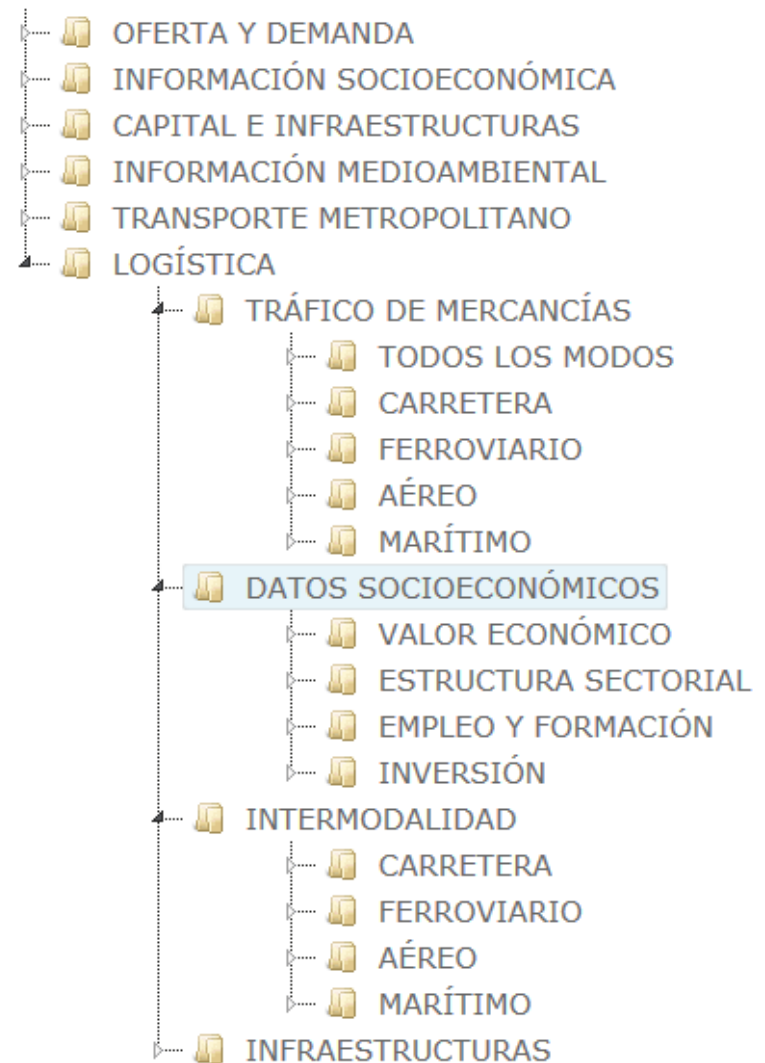 OFERTA Y DEMANDA
INFORMACIÓN SOCIOECONÓMICA
CAPITAL E INFRAESTRUCTURAS
INFORMACIÓN MEDIOAMBIENTAL
TRANSPORTE METROPOLITANO
LOGÍSTICA
TRÁFICO DE MERCANCÍAS
TODOS LOS MODOS
CARRETERA
FERROVIARIO
AÉREO
MARÍTIMO
DATOS SOCIOECONÓMICOS
VALOR ECONÓMICO
ESTRUCTURA SECTORIAL
EMPLEO Y FORMACIÓN
INVERSIÓN
INTERMODALIDAD
CARRETERA
FERROVIARIO
AÉREO
MARÍTIMO
INFRAESTRUCTURAS